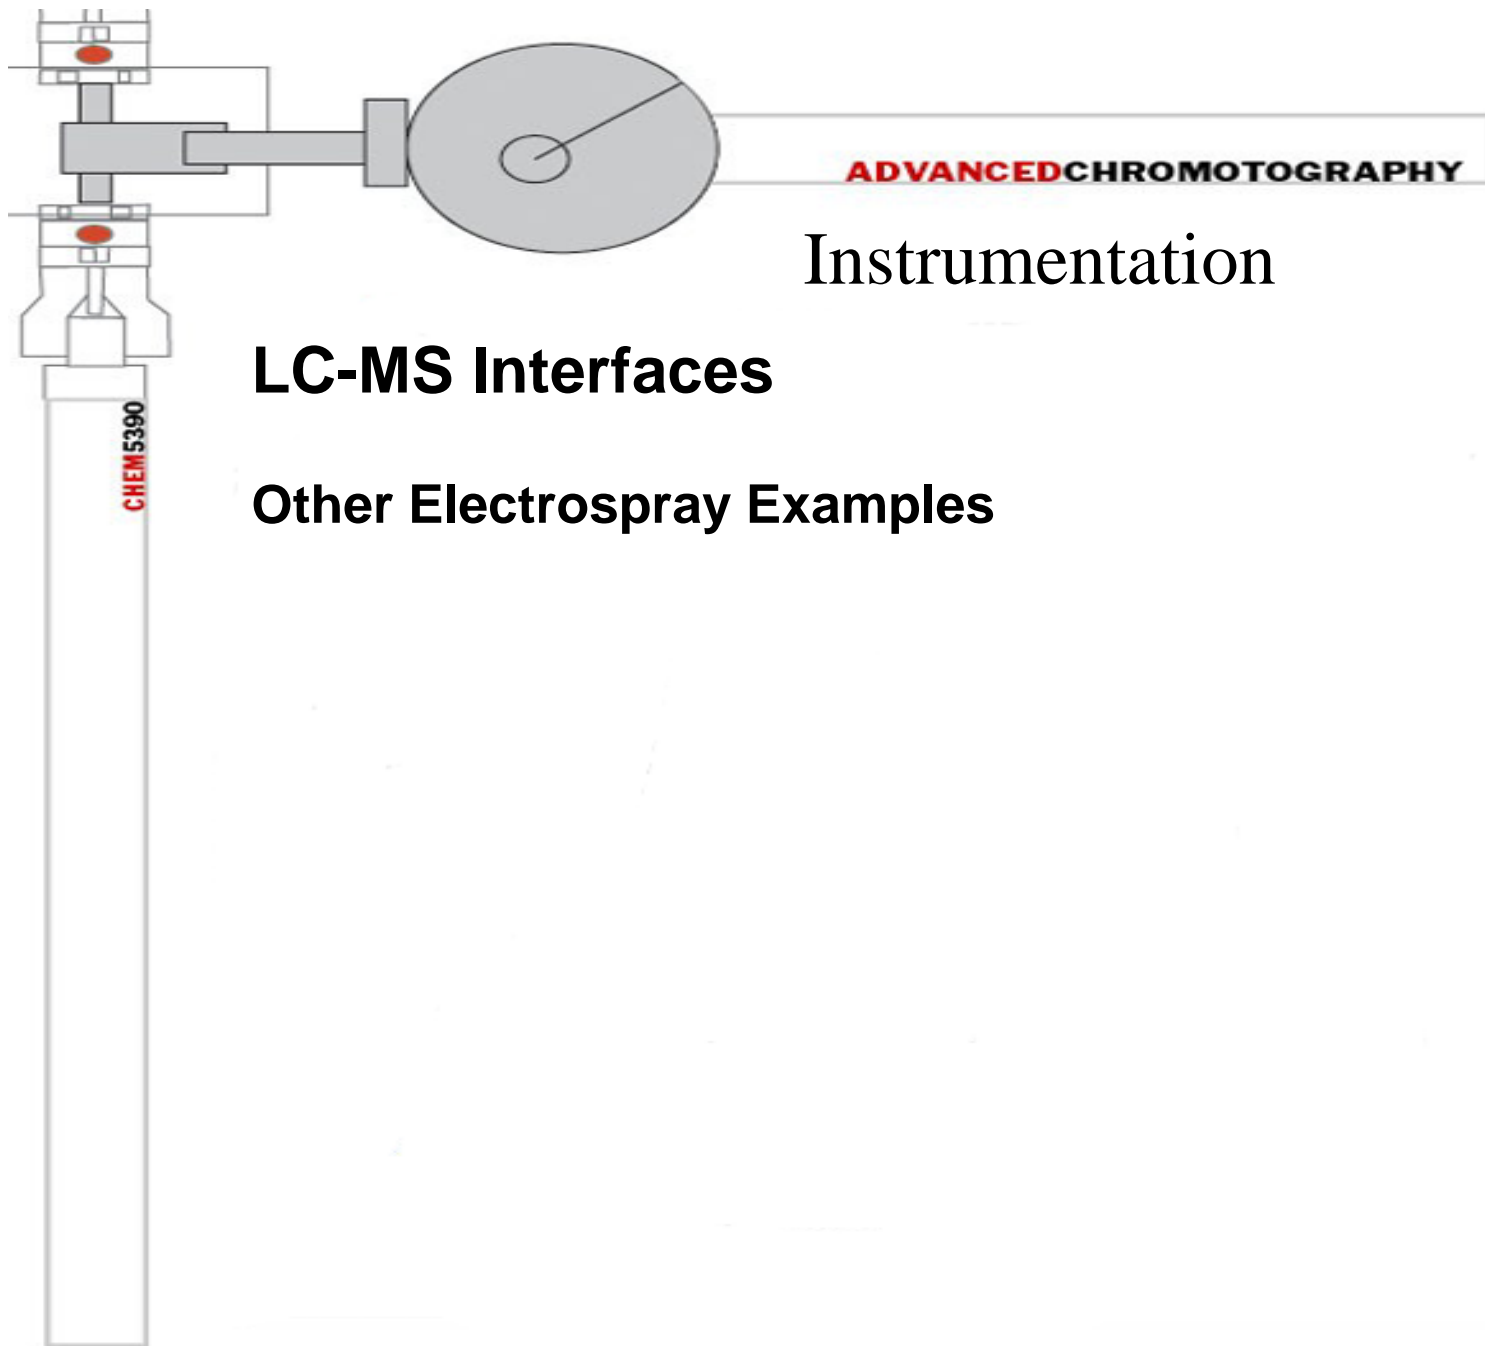 ADVANCEDCHROMOTOGRAPHY
Instrumentation
LC-MS Interfaces
CHEM5390
Other Electrospray Examples